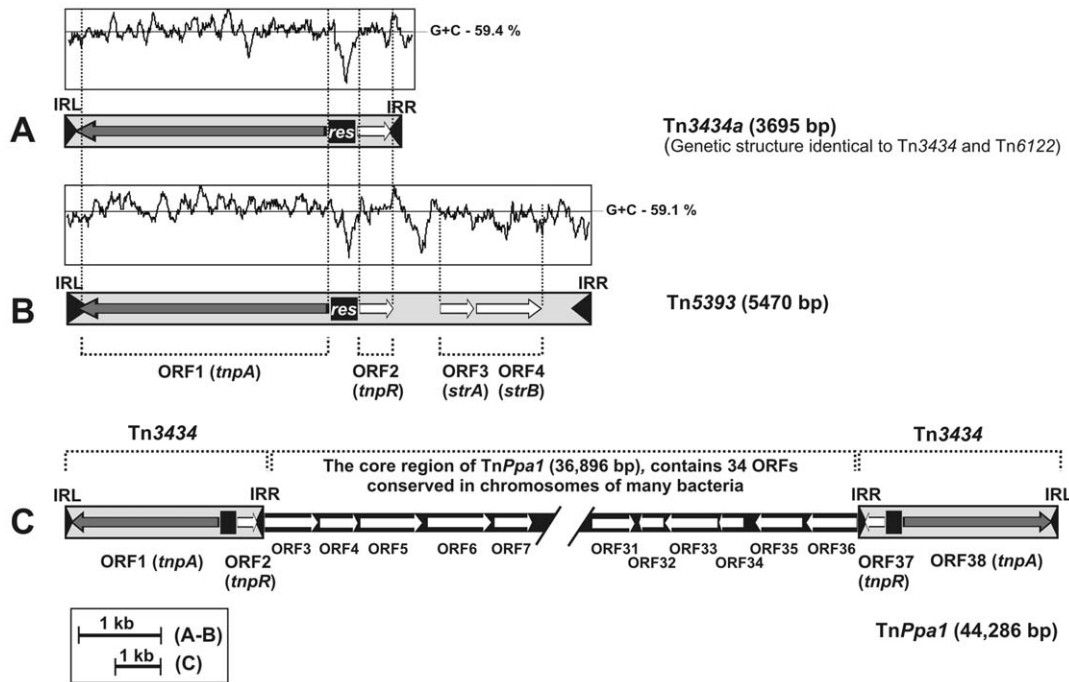 G+C - 59.4 %
IRL IRR
A
res
Tn3434a (3695 bp)
(Genetic structure identical to Tn3434 and Tn6122)
G+C - 59.1 %
IRL IRR
B
res
Tn5393 (5470 bp)
ORF1 (tnpA) ORF2 ORF3 ORF4
(tnpR) (strA) (strB)
Tn3434 Tn3434
The core region of TnPpa1 (36,896 bp), contains 34 ORFs
conserved in chromosomes of many bacteria
IRL IRR IRR IRL
C
ORF3 ORF4 ORF5 ORF6 ORF7 ORF31 ORF33 ORF35 ORF36
ORF32 ORF34
ORF1 (tnpA) ORF2 ORF37 ORF38 (tnpA)
(tnpR) (tnpR)
1 kb (A-B)
1 kb (C)
TnPpa1 (44,286 bp)